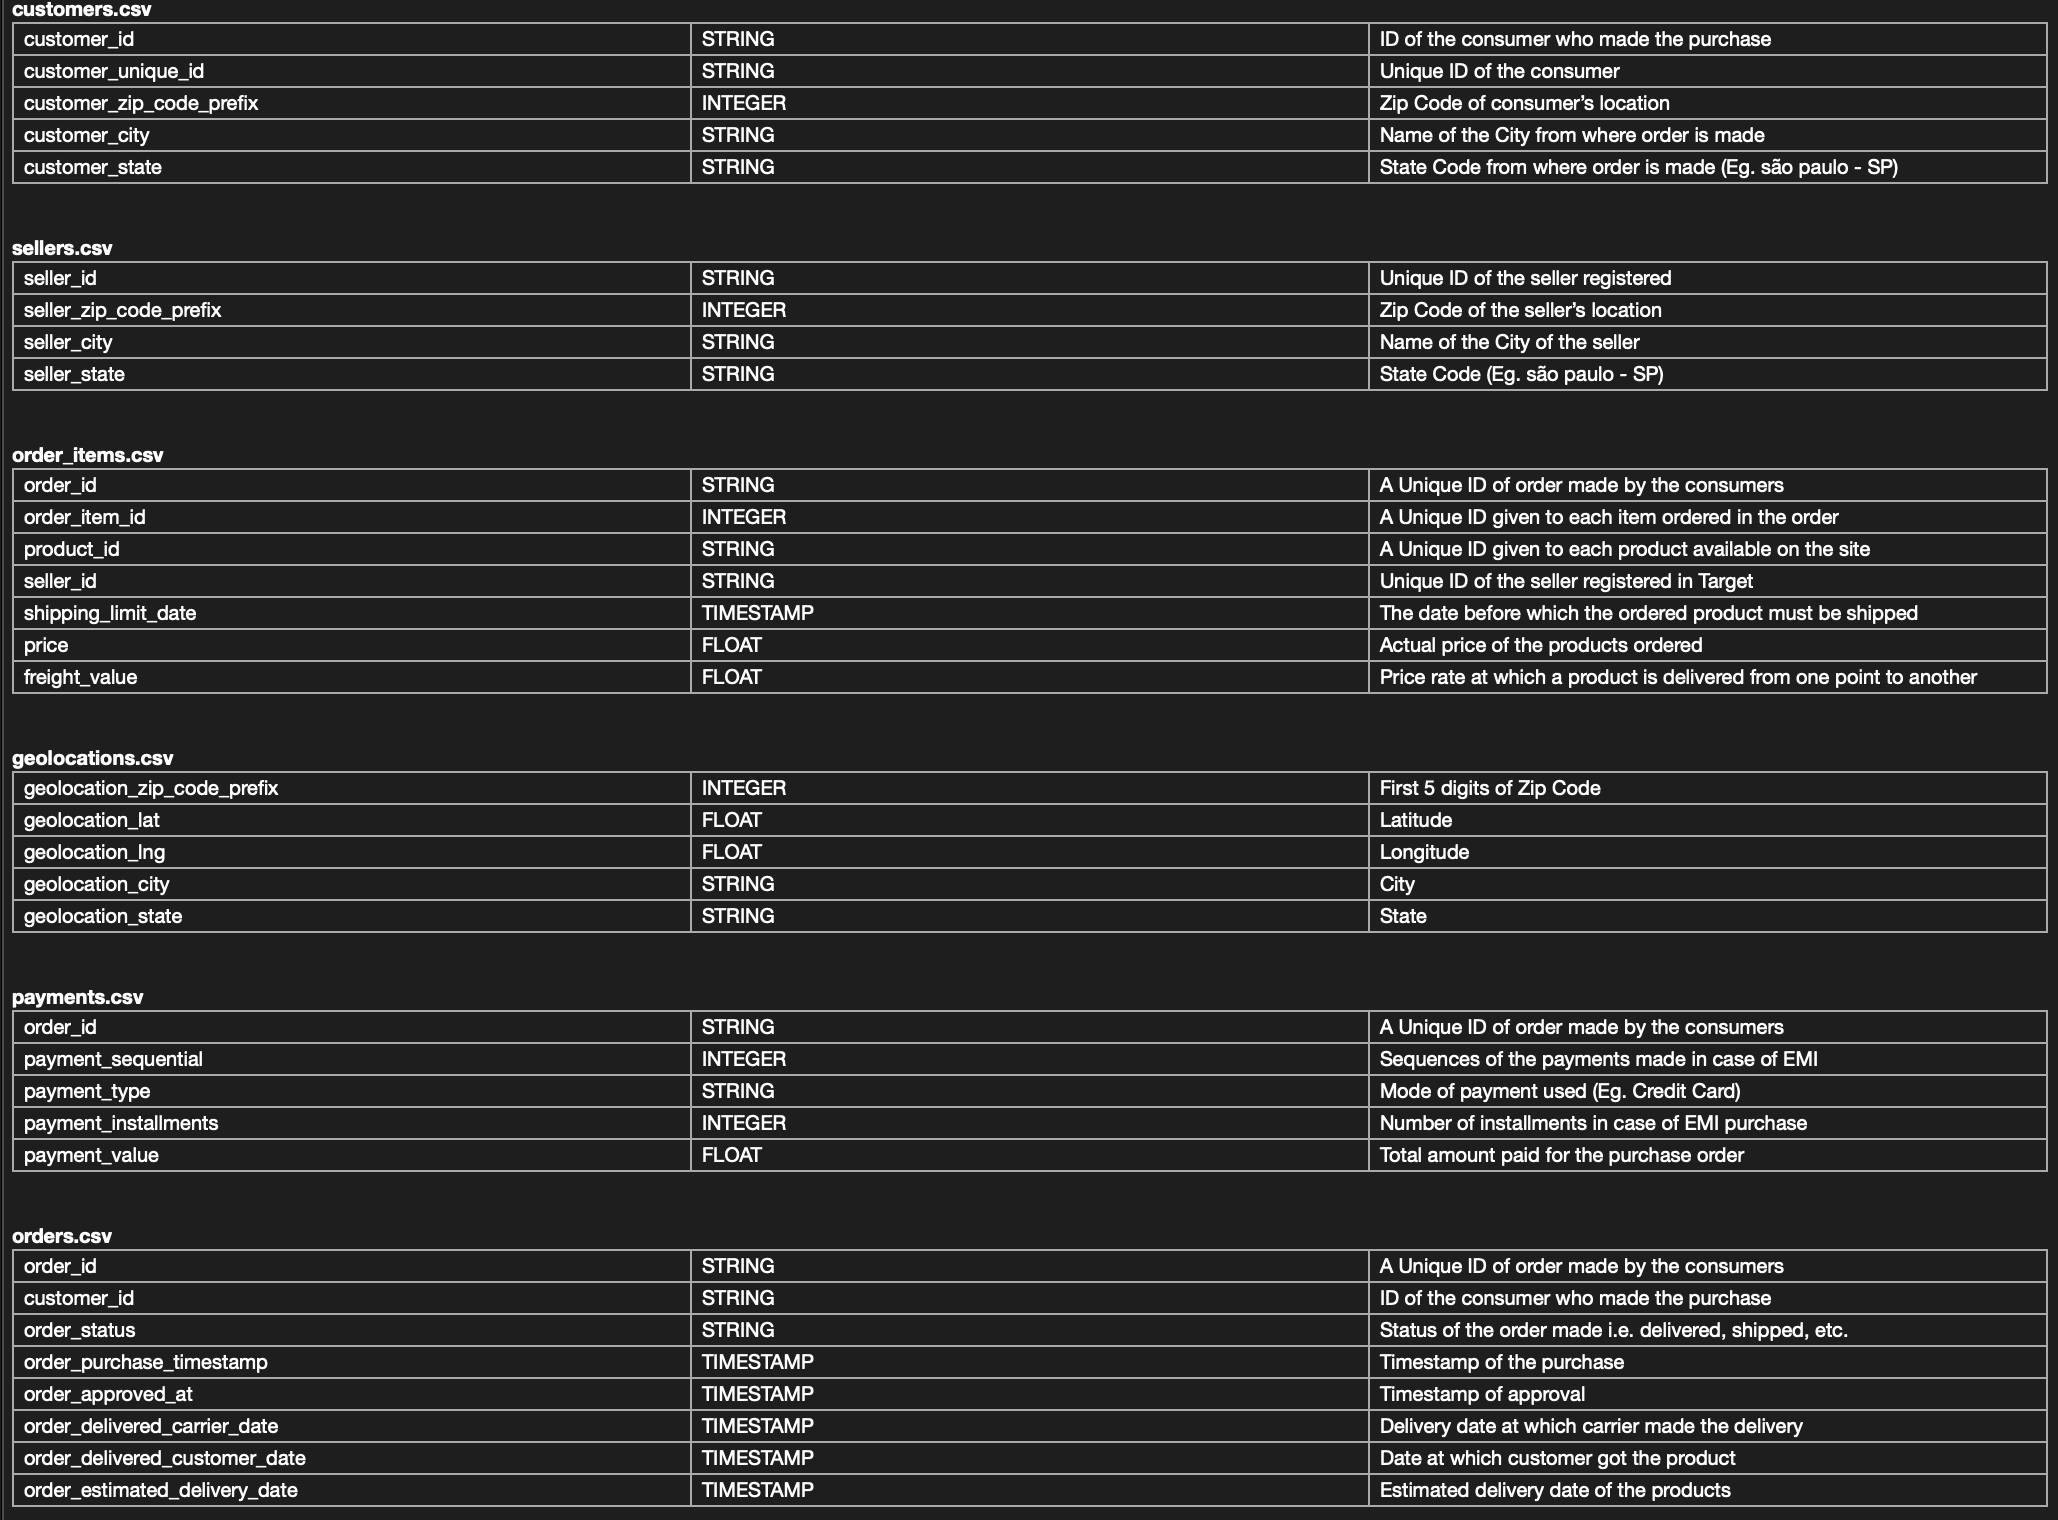 customers.csv
customer_id STRING ID of the consumer who made the purchase
customer_unique_id STRING Unique ID of the consumer
customer_zip_code_prefix INTEGER Zip Code of consumer’s location
customer_city STRING Name of the City from where order is made
customer_state STRING State Code from where order is made (Eg. são paulo - SP)
sellers.csv
seller_id STRING Unique ID of the seller registered
seller_zip_code_prefix INTEGER Zip Code of the seller’s location
seller_city STRING Name of the City of the seller
seller_state STRING State Code (Eg. são paulo - SP)
order_items.csv
order_id STRING A Unique ID of order made by the consumers
order_item_id INTEGER A Unique ID given to each item ordered in the order
product_id STRING A Unique ID given to each product available on the site
seller_id STRING Unique ID of the seller registered in Target
shipping_limit_date TIMESTAMP The date before which the ordered product must be shipped
price FLOAT Actual price of the products ordered
freight_value FLOAT Price rate at which a product is delivered from one point to another
geolocations.csv
geolocation_zip_code_prefix INTEGER First 5 digits of Zip Code
geolocation_lat FLOAT Latitude
geolocation_lng FLOAT Longitude
geolocation_city STRING City
geolocation_state STRING State
payments.csv
order_id STRING A Unique ID of order made by the consumers
payment_sequential INTEGER Sequences of the payments made in case of EMI
payment_type STRING Mode of payment used (Eg. Credit Card)
payment_installments INTEGER Number of installments in case of EMI purchase
payment_value FLOAT Total amount paid for the purchase order
orders.csv
order_id STRING A Unique ID of order made by the consumers
customer_id STRING ID of the consumer who made the purchase
order_status STRING Status of the order made i.e. delivered, shipped, etc.
order_purchase_timestamp TIMESTAMP Timestamp of the purchase
order_approved_at TIMESTAMP Timestamp of approval
order_delivered_carrier_date TIMESTAMP Delivery date at which carrier made the delivery
order_delivered_customer_date TIMESTAMP Date at which customer got the product
order_estimated_delivery_date TIMESTAMP Estimated delivery date of the products